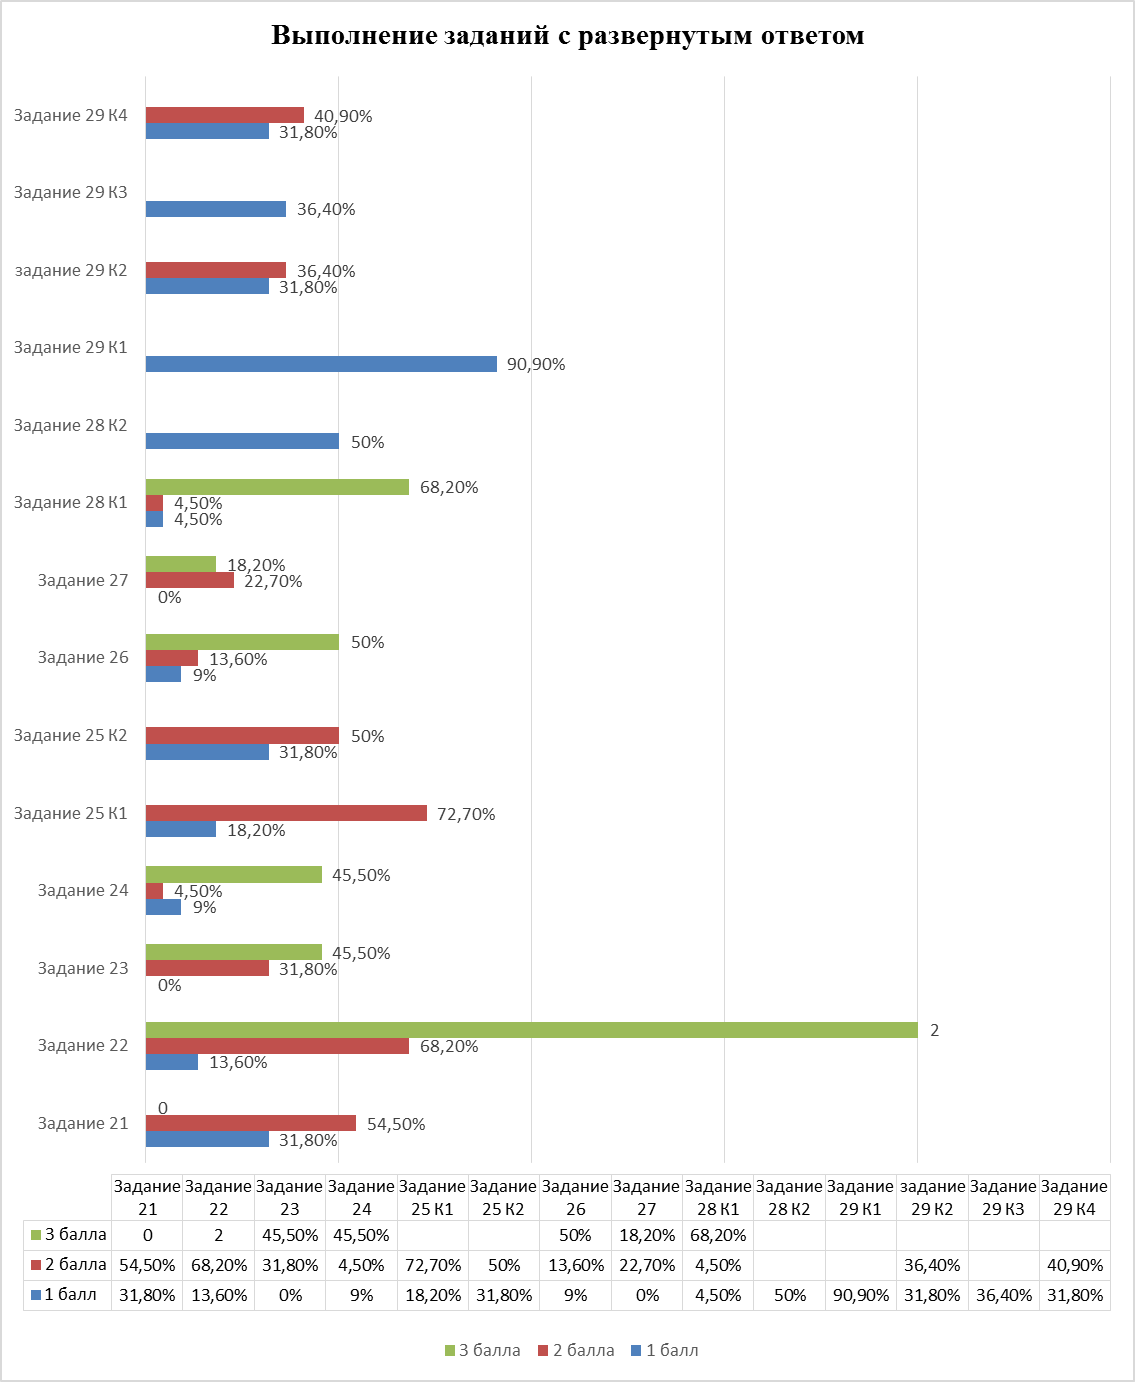 Выполнение заданий с развернутым ответом
Задание 29 К4
40,90%
31,80%
Задание 29 К3
36,40%
задание 29 К2
36,40%
31,80%
Задание 29 К1
90,90%
Задание 28 К2
50%
Задание 28 К1
68,20%
4,50%
4,50%
Задание 27
18,20%
22,70%
0%
Задание 26
50%
13,60%
9%
Задание 25 К2
50%
31,80%
Задание 25 К1
72,70%
18,20%
Задание 24
45,50%
4,50%
9%
Задание 23
45,50%
31,80%
0%
Задание 22
2
68,20%
13,60%
Задание 21
0
54,50%
31,80%
Задание Задание Задание Задание Задание Задание Задание Задание Задание Задание Задание задание Задание Задание
21 22 23 24 25 К1 25 К2 26 27 28 К1 28 К2 29 К1 29 К2 29 К3 29 К4
3 балла 0 2 45,50% 45,50% 50% 18,20% 68,20%
2 балла 54,50% 68,20% 31,80% 4,50% 72,70% 50% 13,60% 22,70% 4,50% 36,40% 40,90%
1 балл 31,80% 13,60% 0% 9% 18,20% 31,80% 9% 0% 4,50% 50% 90,90% 31,80% 36,40% 31,80%
3 балла 2 балла 1 балл